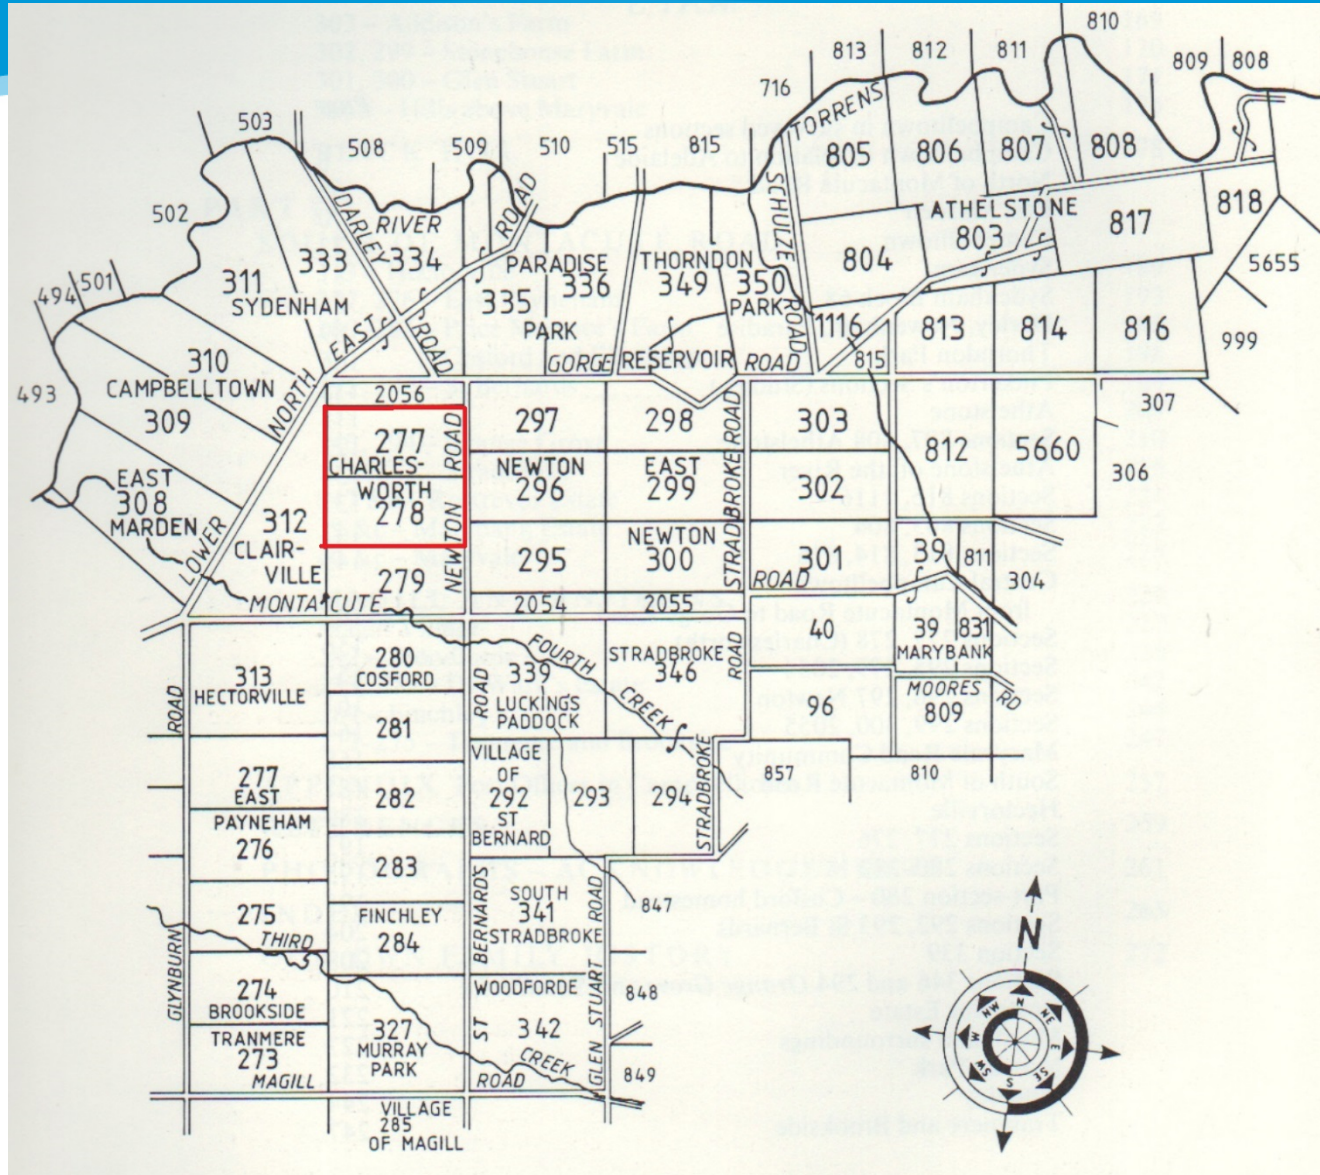 810
813
812
811
809
808
716
TORRENS
503
508
509
510
515
815
805
806
807
808
502
DARLEY
RIVER
ROAD
SCHULZE
ATHELSTONE
803
817
818
333
334
PARADISE
THORNDON
804
5655
494
501
311
SYDENHAM
336
349
350
335
PARK
PARK
ROAD
1116
813
814
816
999
EAST
ROAD
310
GORGE
RESERVOIR
ROAD
815
493
CAMPBELLTOWN
309
NORTH
2056
307
277
CHARLES-
WORTH
278
NEWTON ROAD
297
298
303
812
5660
306
NEWTON
296
EAST
299
STRADBROKE ROAD
302
EAST
308
MARDEN
LOWER
312
CLAIR-
VILLE
279
295
NEWTON
300
301
39
811
304
MONTACUTE
2054
2055
ROAD
FOURTH
CREEK
STRADBROKE
346
ROAD
40
39
831
MARYBANK
313
HECTORVILLE
ROAD
280
COSFORD
ROAD
339
LUCKINGS
PADDOCK
96
MOORES
RD
809
281
277
EAST
PAYNEHAM
276
282
VILLAGE
OF
292
ST
BERNARD
293
294
STRADBROKE
857
810
283
275
THIRD
FINCHLEY
284
BERNARDS
SOUTH
341
STRADBROKE
ROAD
847
GLYNBURN
274
BROOKSIDE
WOODFORDE
STUART
848
TRANMERE
273
327
MURRAY
PARK
ST
342
CREEK
GLEN
849
MAGILL
ROAD
VILLAGE
285
OF MAGILL
N
N
NE
E
SE
S
SW
W
NW